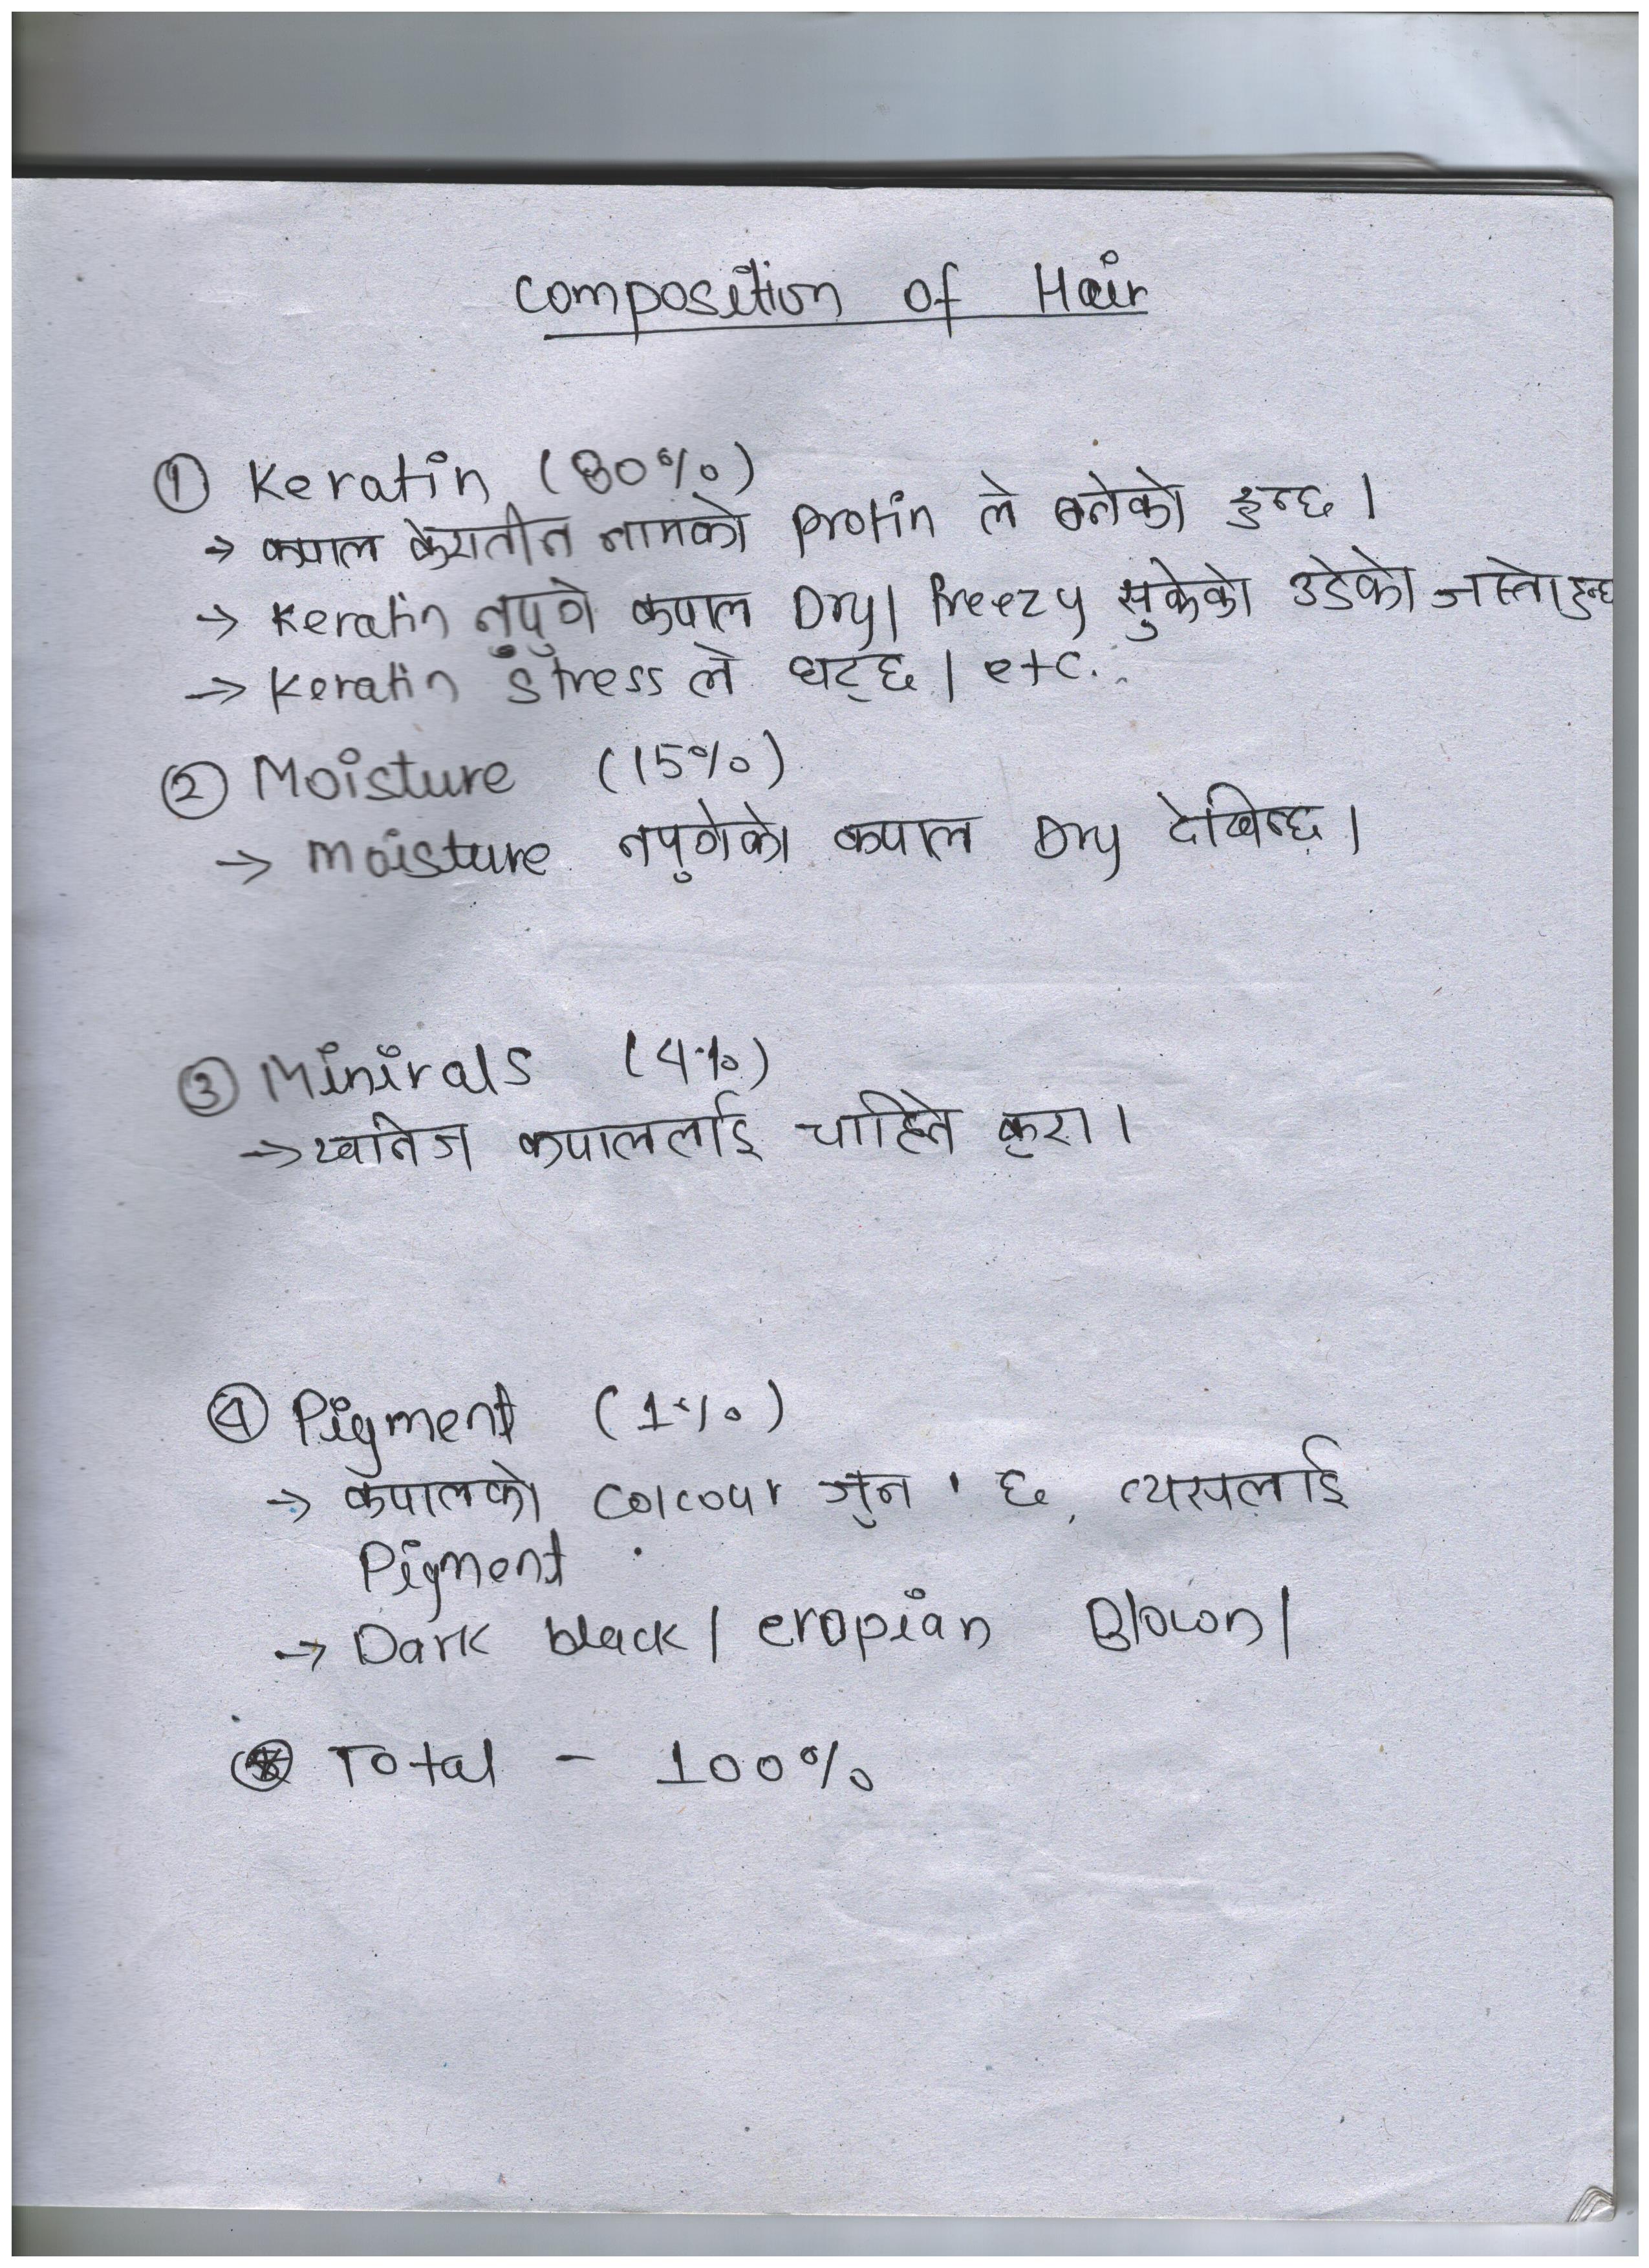 composition of Hair
① Keratin (80%)
→ कपाल केरातीन नामको Protin ले बनेको हुन्छ ।
→ Keratin नपुगे कपाल Dry/ Freezy सुकेको उडेको जस्तो हुन्छ
→ Keratin stress ले घट्छ / etc..
② Moisture (15%)
→ moisture नपुगेको कपाल Dry देखिन्छ ।
③ Minirals (4%)
→ खनिज कपाललाई चाहिने कुरा ।
④ Pigment (1%)
→ कपालको Colcour जुन छ, त्यसलाई
Pigment
→ Dark black / eropian Blown /
⊛ Total - 100%